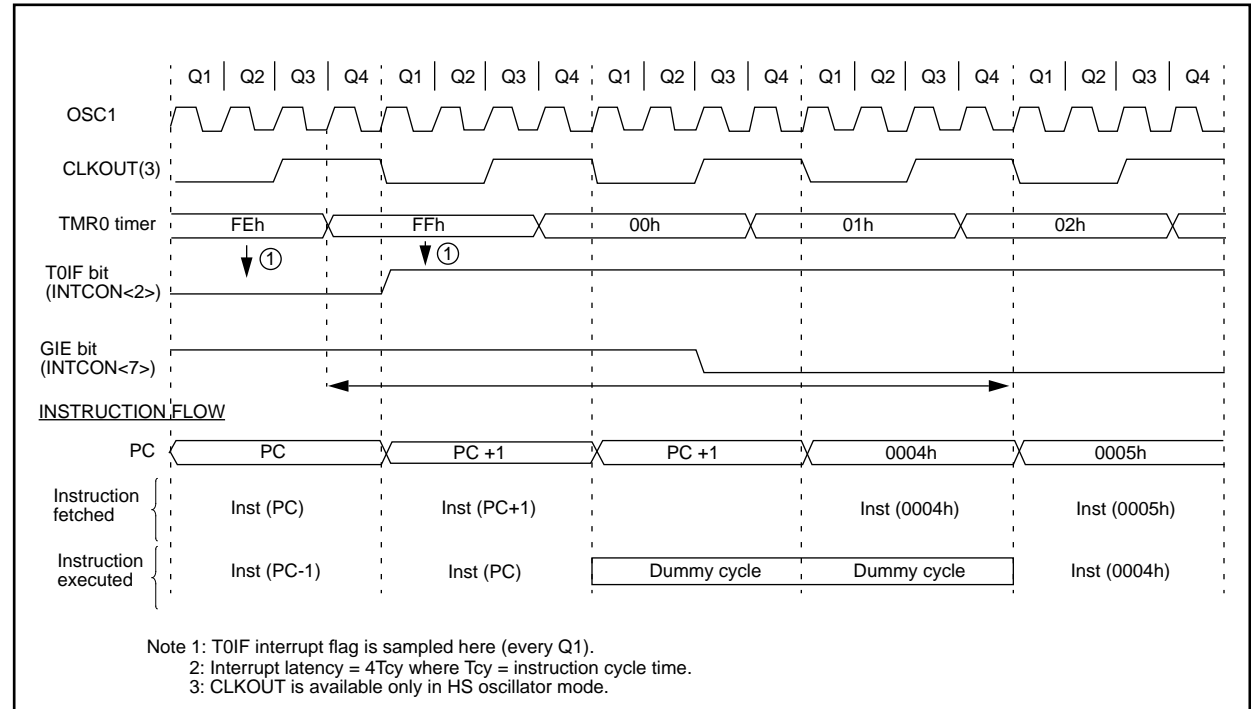 Q1 Q2 Q3 Q4 Q1 Q2 Q3 Q4 Q1 Q2 Q3 Q4 Q1 Q2 Q3 Q4 Q1 Q2 Q3 Q4
OSC1
CLKOUT(3)
TMR0 timer FEh FFh 00h 01h 02h
1 1
T0IF bit
(INTCON<2>)
GIE bit
(INTCON<7>)
INSTRUCTION FLOW
PC PC PC +1 PC +1 0004h 0005h
Instruction
fetched
Inst (PC) Inst (PC+1) Inst (0004h) Inst (0005h)
Instruction
executed
Inst (PC-1) Inst (PC) Dummy cycle Dummy cycle Inst (0004h)
Note 1: T0IF interrupt flag is sampled here (every Q1).
2: Interrupt latency = 4Tcy where Tcy = instruction cycle time.
3: CLKOUT is available only in HS oscillator mode.